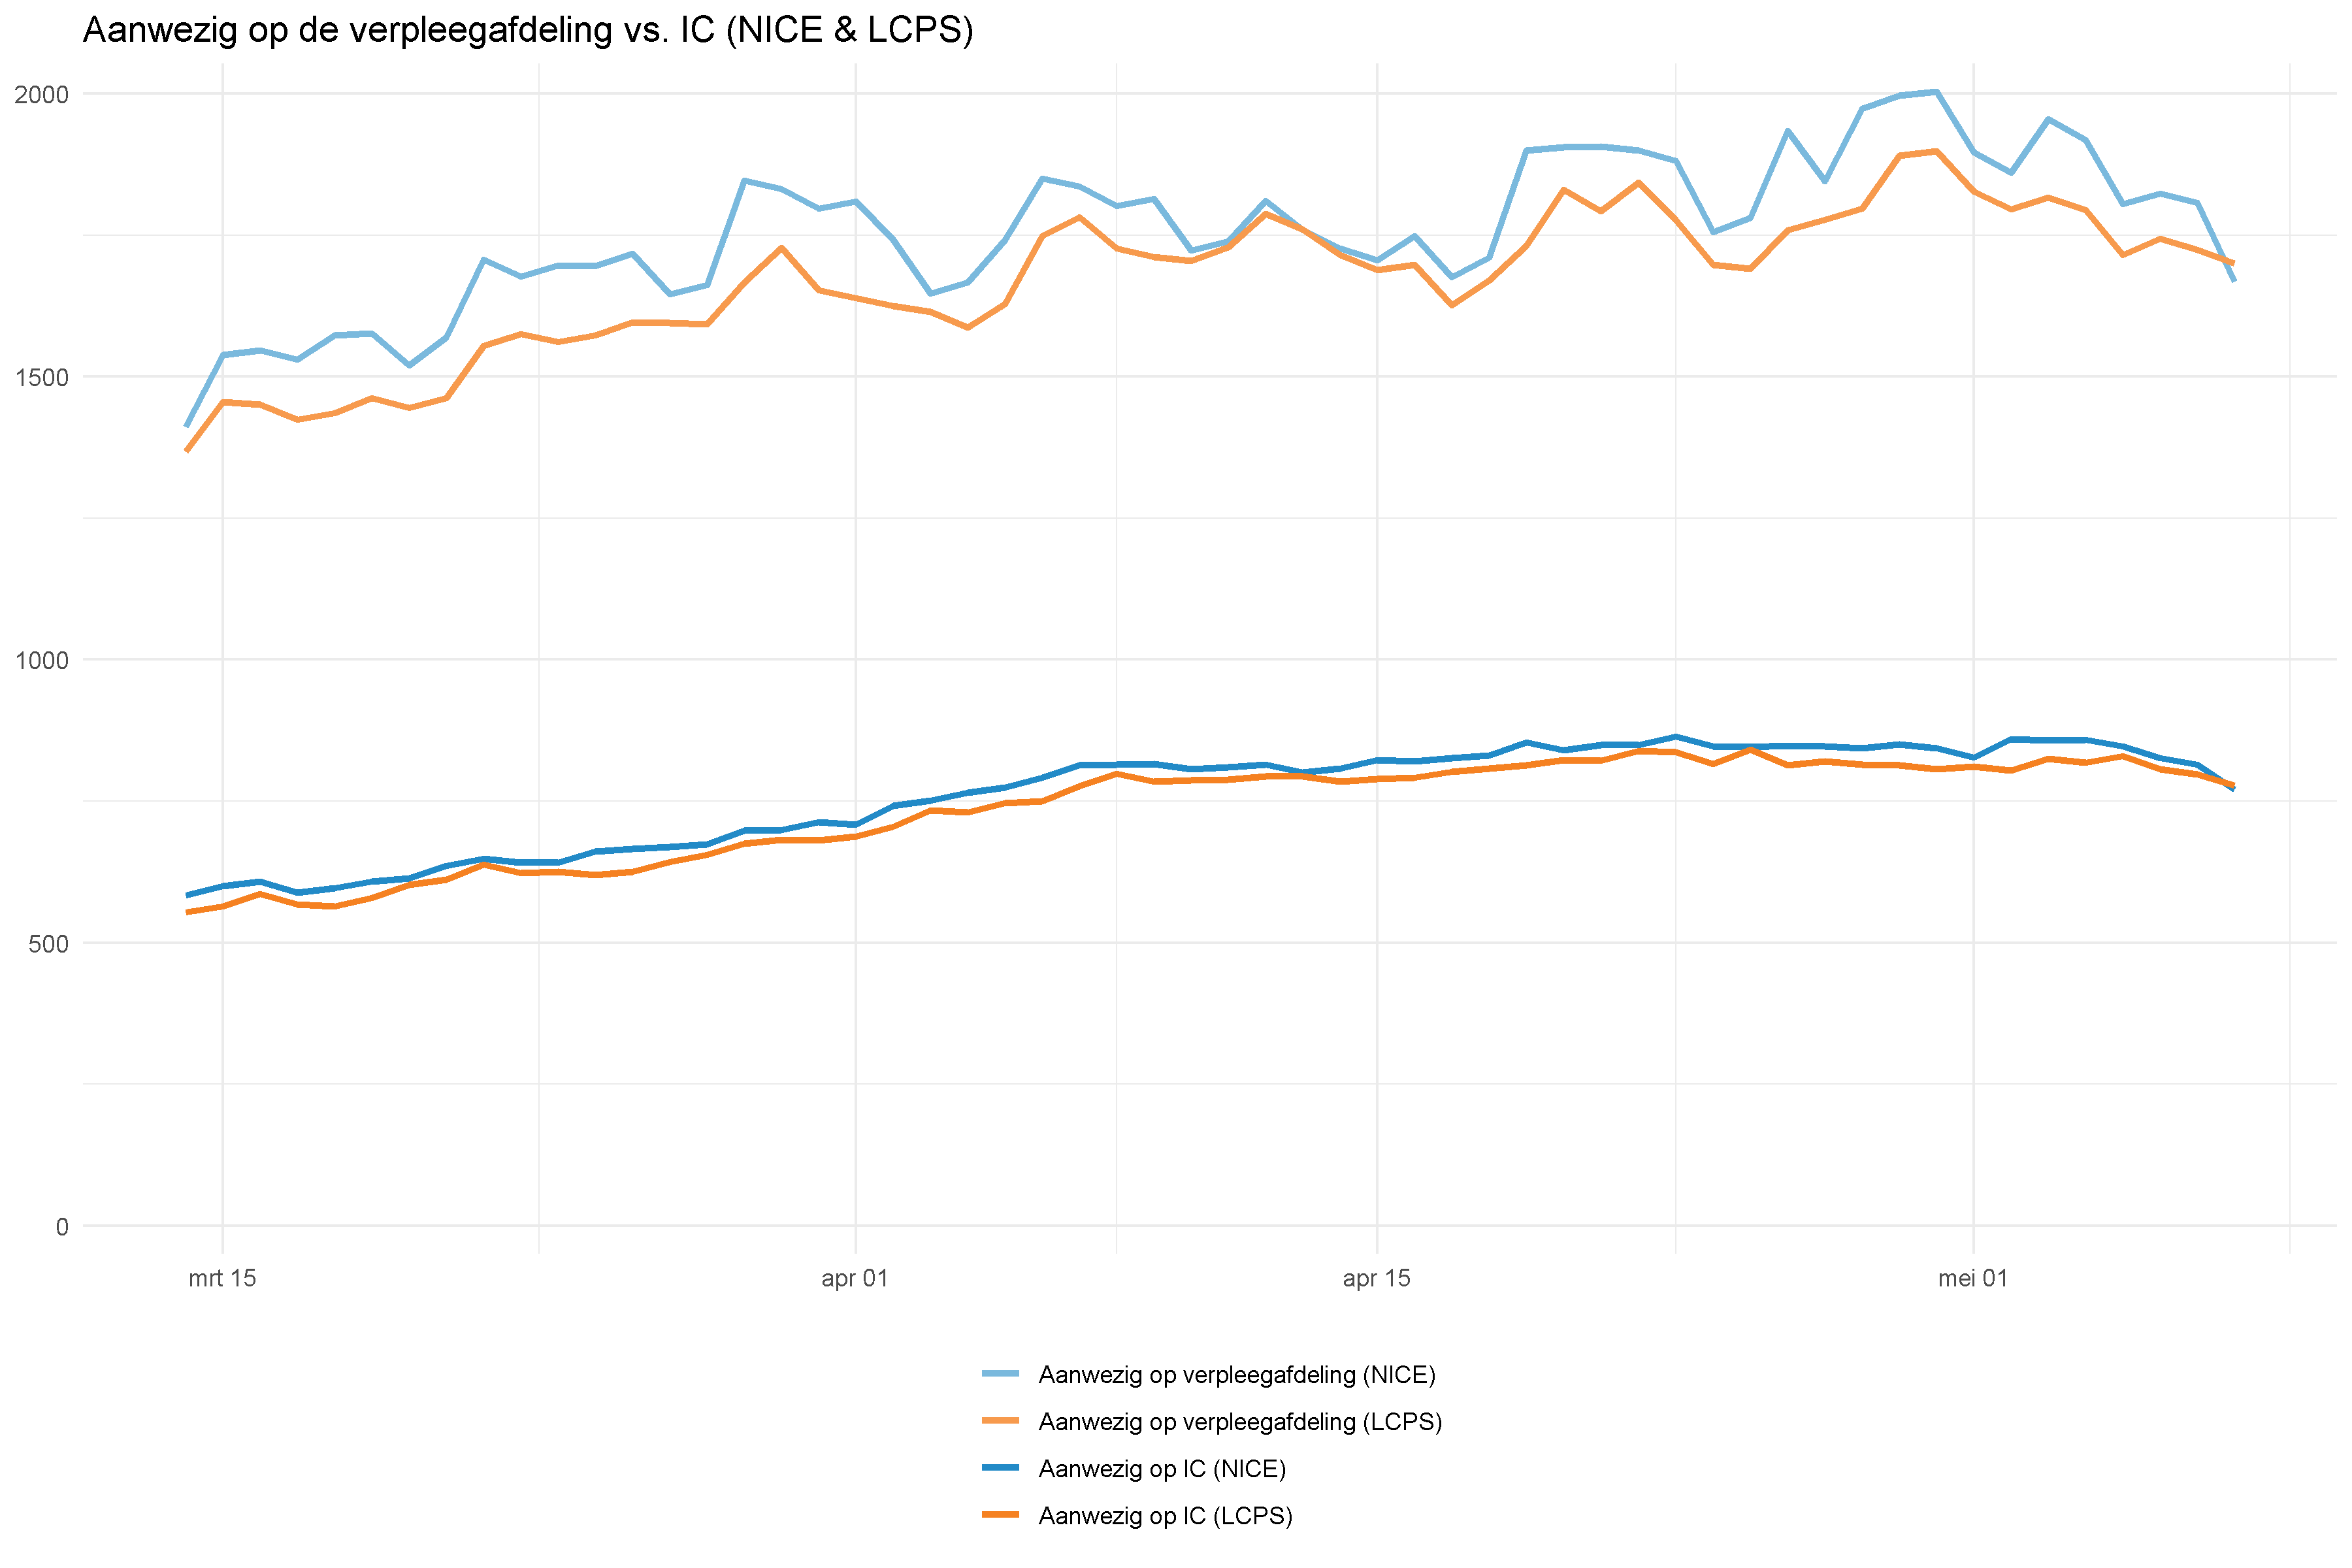 Aanwezig op de verpleegafdeling vs. IC (NICE & LCPS)
2000
1500
1000
500
0
mrt 15 apr 01 apr 15 mei 01
Aanwezig op verpleegafdeling (NICE)
Aanwezig op verpleegafdeling (LCPS)
Aanwezig op IC (NICE)
Aanwezig op IC (LCPS)